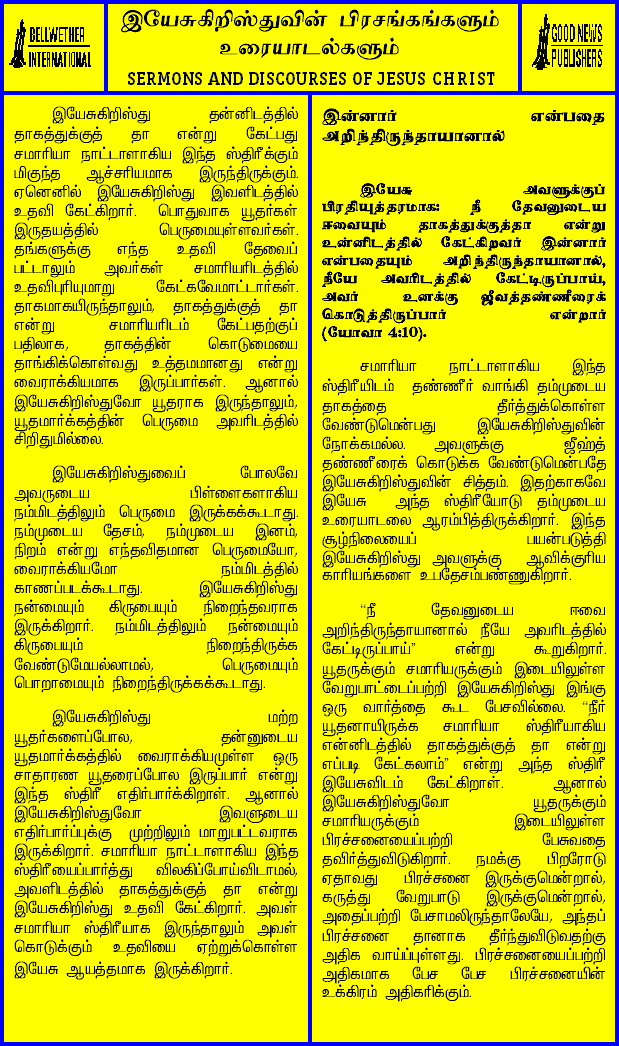 BELLWETHER
INTERNATIONAL
இயேசுகிறிஸ்துவின் பிரசங்கங்களும்
உரையாடல்களும்
SERMONS AND DISCOURSES OF JESUS CHRIST
GOOD NEWS
PUBLISHERS
இயேசுகிறிஸ்து தன்னிடத்தில்
தாகத்துக்குத் தா என்று கேட்பது
சமாரியா நாட்டாளாகிய இந்த ஸ்திரீக்கும்
மிகுந்த ஆச்சரியமாக இருந்திருக்கும்.
ஏனெனில் இயேசுகிறிஸ்து இவளிடத்தில்
உதவி கேட்கிறார். பொதுவாக யூதர்கள்
இருதயத்தில் பெருமையுள்ளவர்கள்.
தங்களுக்கு எந்த உதவி தேவைப்
பட்டாலும் அவர்கள் சமாரியரிடத்தில்
உதவிபுரியுமாறு கேட்கவேமாட்டார்கள்.
தாகமாகயிருந்தாலும், தாகத்துக்குத் தா
என்று சமாரியரிடம் கேட்பதற்குப்
பதிலாக, தாகத்தின் கொடுமையை
தாங்கிக்கொள்வது உத்தமமானது என்று
வைராக்கியமாக இருப்பார்கள். ஆனால்
இயேசுகிறிஸ்துவோ யூதராக இருந்தாலும்,
யூதமார்க்கத்தின் பெருமை அவரிடத்தில்
சிறிதுமில்லை.
இயேசுகிறிஸ்துவைப் போலவே
அவருடைய பிள்ளைகளாகிய
நம்மிடத்திலும் பெருமை இருக்கக்கூடாது.
நம்முடைய தேசம், நம்முடைய இனம்,
நிறம் என்று எந்தவிதமான பெருமையோ,
வைராக்கியமோ நம்மிடத்தில்
காணப்படக்கூடாது. இயேசுகிறிஸ்து
நன்மையும் கிருபையும் நிறைந்தவராக
இருக்கிறார். நம்மிடத்திலும் நன்மையும்
கிருபையும் நிறைந்திருக்க
வேண்டுமேயல்லாமல், பெருமையும்
பொறாமையும் நிறைந்திருக்கக்கூடாது.
இயேசுகிறிஸ்து மற்ற
யூதர்களைப்போல, தன்னுடைய
யூதமார்க்கத்தில் வைராக்கியமுள்ள ஒரு
சாதாரண யூதரைப்போல இருப்பார் என்று
இந்த ஸ்திரீ எதிர்பார்க்கிறாள். ஆனால்
இயேசுகிறிஸ்துவோ இவளுடைய
எதிர்பார்ப்புக்கு முற்றிலும் மாறுபட்டவராக
இருக்கிறார். சமாரியா நாட்டாளாகிய இந்த
ஸ்திரீயைப்பார்த்து விலகிப்போய்விடாமல்,
அவளிடத்தில் தாகத்துக்குத் தா என்று
இயேசுகிறிஸ்து உதவி கேட்கிறார். அவள்
சமாரியா ஸ்திரீயாக இருந்தாலும் அவள்
கொடுக்கும் உதவியை ஏற்றுக்கொள்ள
இயேசு ஆயத்தமாக இருக்கிறார்.
இன்னார் என்பதை
அறிந்திருந்தாயானால்
இயேசு அவளுக்குப்
பிரதியுத்தரமாக: நீ தேவனுடைய
ஈவையும் தாகத்துக்குத்தா என்று
உன்னிடத்தில் கேட்கிறவர் இன்னார்
என்பதையும் அறிந்திருந்தாயானால்,
நீயே அவரிடத்தில் கேட்டிருப்பாய்,
அவர் உனக்கு ஜீவத்தண்ணீரைக்
கொடுத்திருப்பார் என்றார்
(யோவா 4:10).
சமாரியா நாட்டாளாகிய இந்த
ஸ்திரீயிடம் தண்ணீர் வாங்கி தம்முடைய
தாகத்தை தீர்த்துக்கொள்ள
வேண்டுமென்பது இயேசுகிறிஸ்துவின்
நோக்கமல்ல. அவளுக்கு ஜீஹ்த்
தண்ணீரைக் கொடுக்க வேண்டுமென்பதே
இயேசுகிறிஸ்துவின் சித்தம். இதற்காகவே
இயேசு அந்த ஸ்திரீயோடு தம்முடைய
உரையாடலை ஆரம்பித்திருக்கிறார். இந்த
சூழ்நிலையைப் பயன்படுத்தி
இயேசுகிறிஸ்து அவளுக்கு ஆவிக்குரிய
காரியங்களை உபதேசம்பண்ணுகிறார்.
“நீ தேவனுடைய ஈவை
அறிந்திருந்தாயானால் நீயே அவரிடத்தில்
கேட்டிருப்பாய்” என்று கூறுகிறார்.
யூதருக்கும் சமாரியருக்கும் இடையிலுள்ள
வேறுபாட்டைப்பற்றி இயேசுகிறிஸ்து இங்கு
ஒரு வார்த்தை கூட பேசவில்லை. “நீர்
யூதனாயிருக்க சமாரியா ஸ்திரீயாகிய
என்னிடத்தில் தாகத்துக்குத் தா என்று
எப்படி கேட்கலாம்” என்று அந்த ஸ்திரீ
இயேசுவிடம் கேட்கிறாள். ஆனால்
இயேசுகிறிஸ்துவோ யூதருக்கும்
சமாரியருக்கும் இடையிலுள்ள
பிரச்சனையைப்பற்றி பேசுவதை
தவிர்த்துவிடுகிறார். நமக்கு பிறரோடு
ஏதாவது பிரச்சனை இருக்குமென்றால்,
கருத்து வேறுபாடு இருக்குமென்றால்,
அதைப்பற்றி பேசாமலிருந்தாலேயே, அந்தப்
பிரச்சனை தானாக தீர்ந்துவிடுவதற்கு
அதிக வாய்ப்புள்ளது. பிரச்சனையைப்பற்றி
அதிகமாக பேச பேச பிரச்சனையின்
உக்கிரம் அதிகரிக்கும்.